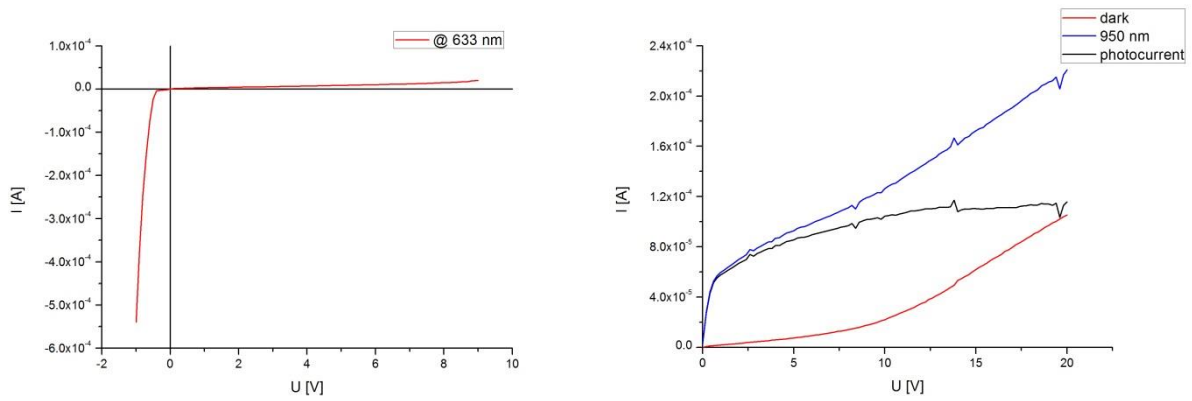 @ 633 nm
1.0x10⁻⁴
0.0
-1.0x10⁻⁴
-2.0x10⁻⁴
-3.0x10⁻⁴
-4.0x10⁻⁴
-5.0x10⁻⁴
-6.0x10⁻⁴
I [A]
-2 0 2 4 6 8 10
U [V]
dark
950 nm
photocurrent
2.4x10⁻⁴
2.0x10⁻⁴
1.6x10⁻⁴
1.2x10⁻⁴
8.0x10⁻⁵
4.0x10⁻⁵
0.0
I [A]
0 5 10 15 20 25
U [V]